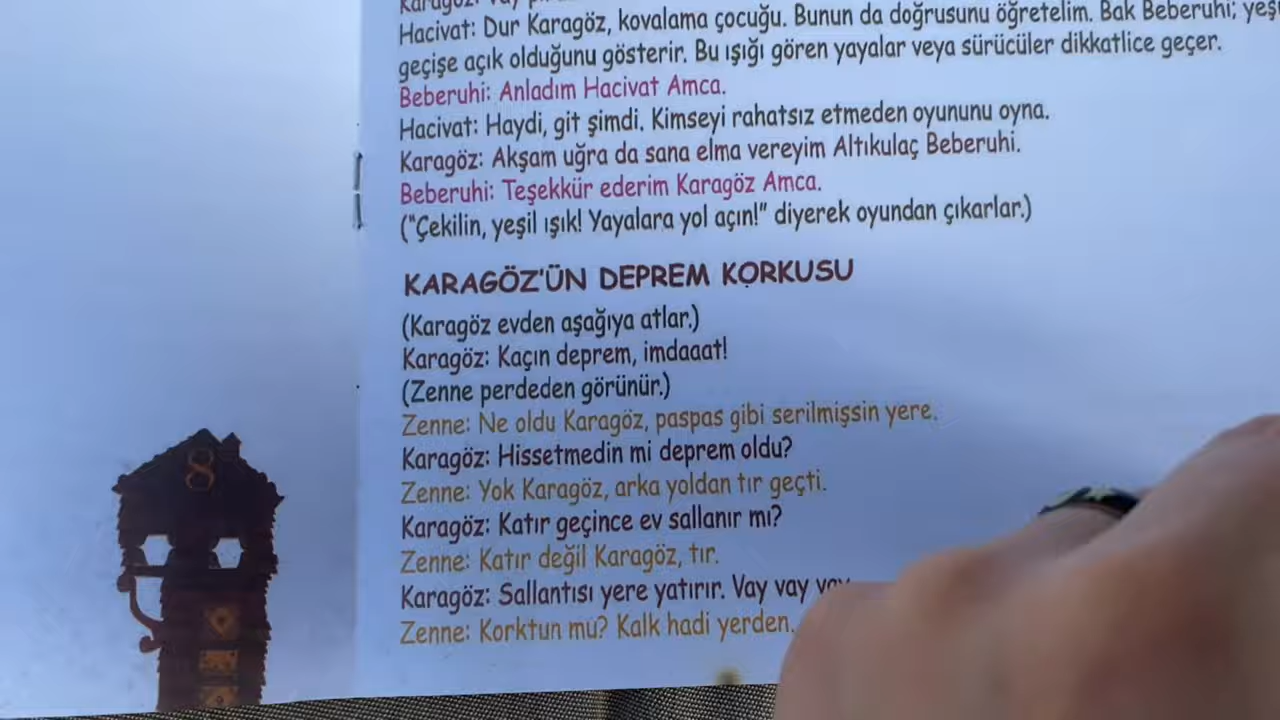 Karagöz: Vay
Hacivat: Dur Karagöz, kovalama çocuğu. Bunun da doğrusunu öğretelim. Bak Beberuhi;
geçişe açık olduğunu gösterir. Bu ışığı gören yayalar veya sürücüler dikkatlice geçer.
Beberuhi: Anladım Hacivat Amca.
Hacivat: Haydi, git şimdi. Kimseyi rahatsız etmeden oyununu oyna.
Karagöz: Akşam uğra da sana elma vereyim Altıkulaç Beberuhi.
Beberuhi: Teşekkür ederim Karagöz Amca.
("Çekilin, yeşil ışık! Yayalara yol açın!" diyerek oyundan çıkarlar.)
KARAGÖZ'ÜN DEPREM KORKUSU
(Karagöz evden aşağıya atlar.)
Karagöz: Kaçın deprem, imdaaat!
(Zenne perdeden görünür.)
Zenne: Ne oldu Karagöz, paspas gibi serilmişsin yere.
Karagöz: Hissetmedin mi deprem oldu?
Zenne: Yok Karagöz, arka yoldan tır geçti.
Karagöz: Katır geçince ev sallanır mı?
Zenne: Katır değil Karagöz, tır.
Karagöz: Sallantısı yere yatırır. Vay vay vay
Zenne: Korktun mu? Kalk hadi yerden.
8